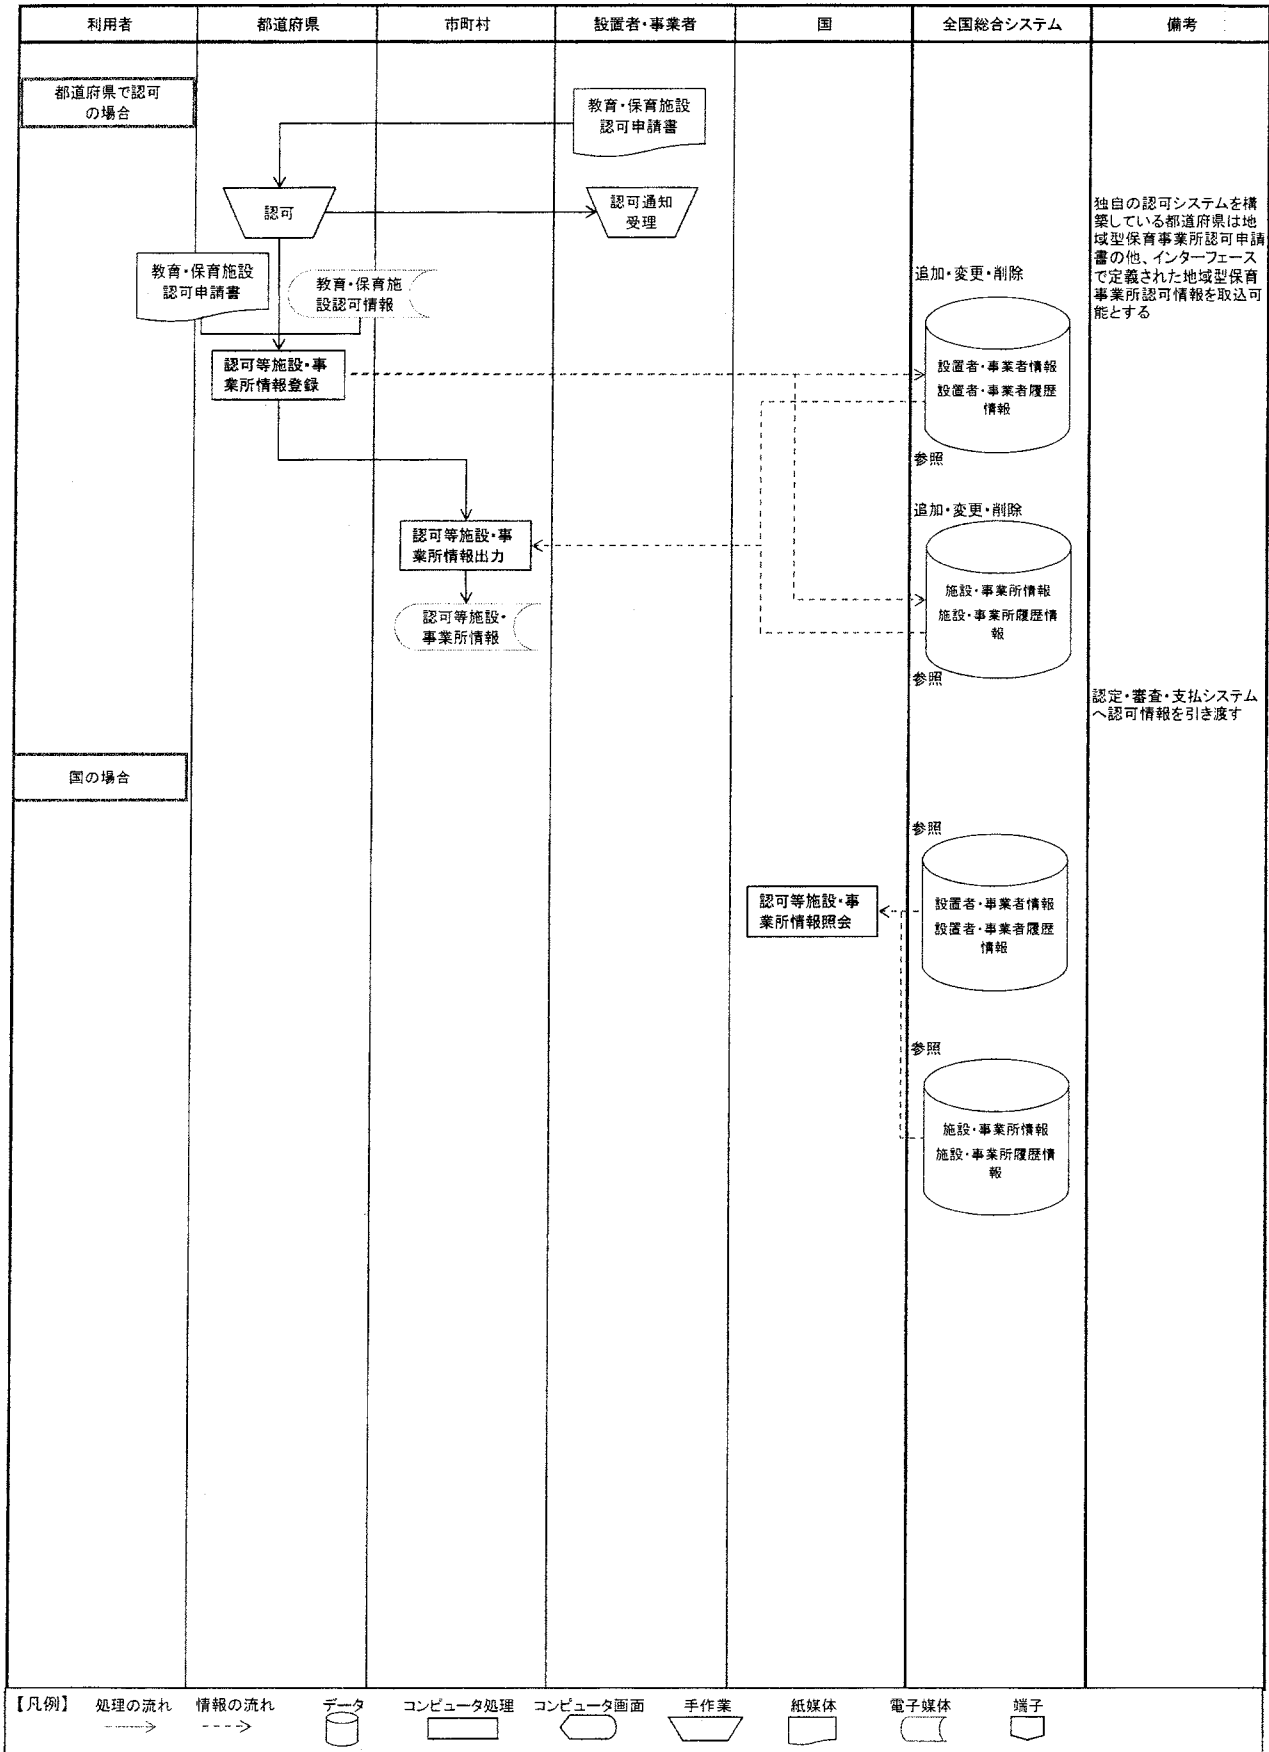 利用者
都道府県
市町村
設置者・事業者
国
全国総合システム
備考
都道府県で認可
の場合
教育・保育施設
認可申請書
認可
認可通知
受理
独自の認可システムを構
築している都道府県は地
域型保育事業所認可申請
書の他、インターフェース
で定義された地域型保育
事業所認可情報を取込可
能とする
教育・保育施設
認可申請書
教育・保育施
設認可情報
追加・変更・削除
認可等施設・事
業所情報登録
設置者・事業者情報
設置者・事業者履歴
情報
参照
追加・変更・削除
認可等施設・事
業所情報出力
施設・事業所情報
施設・事業所履歴情
報
認可等施設・
事業所情報
参照
認定・審査・支払システム
へ認可情報を引き渡す
国の場合
参照
認可等施設・事
業所情報照会
設置者・事業者情報
設置者・事業者履歴
情報
参照
施設・事業所情報
施設・事業所履歴情
報
【凡例】 処理の流れ 情報の流れ データ コンピュータ処理 コンピュータ画面 手作業 紙媒体 電子媒体 端子